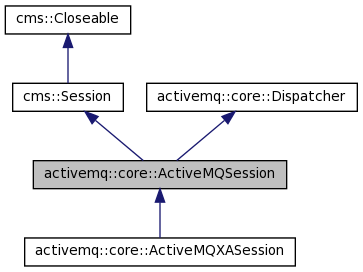 cms::Closeable
cms::Session
activemq::core::Dispatcher
activemq::core::ActiveMQSession
activemq::core::ActiveMQXASession